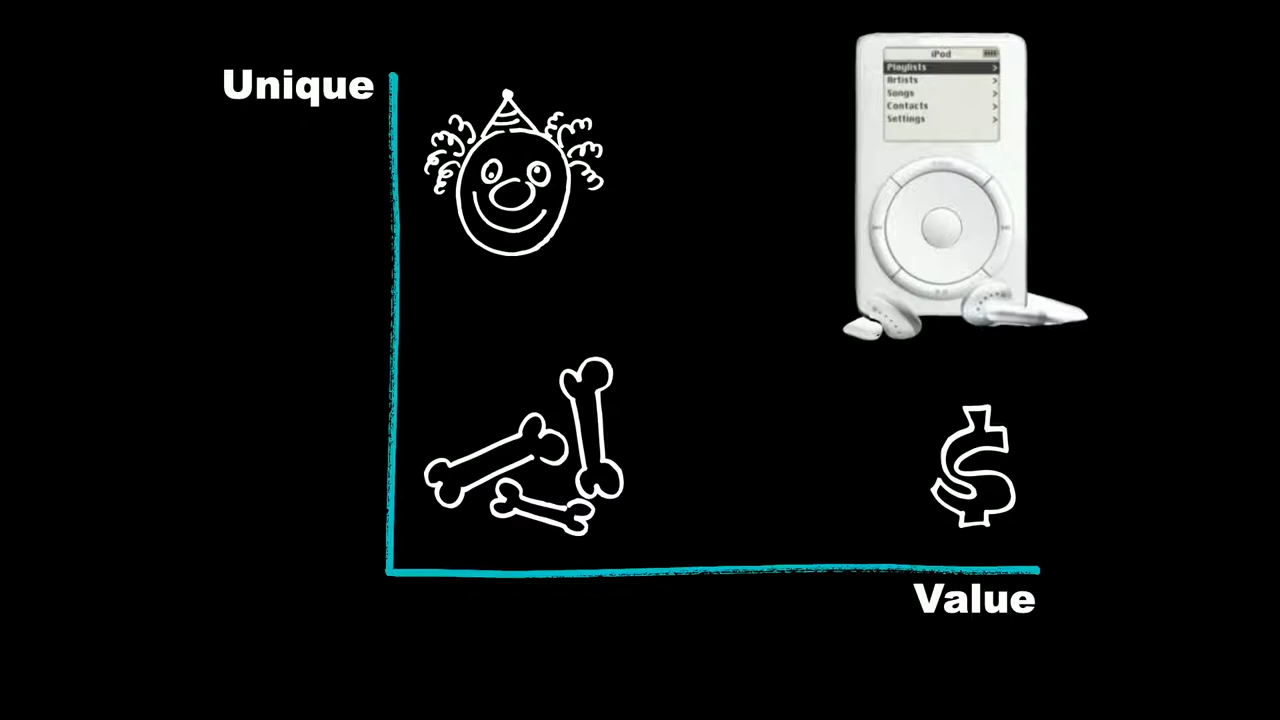 Unique
iPod
Playlists >
Artists >
Songs >
Contacts >
Settings >
$
Value